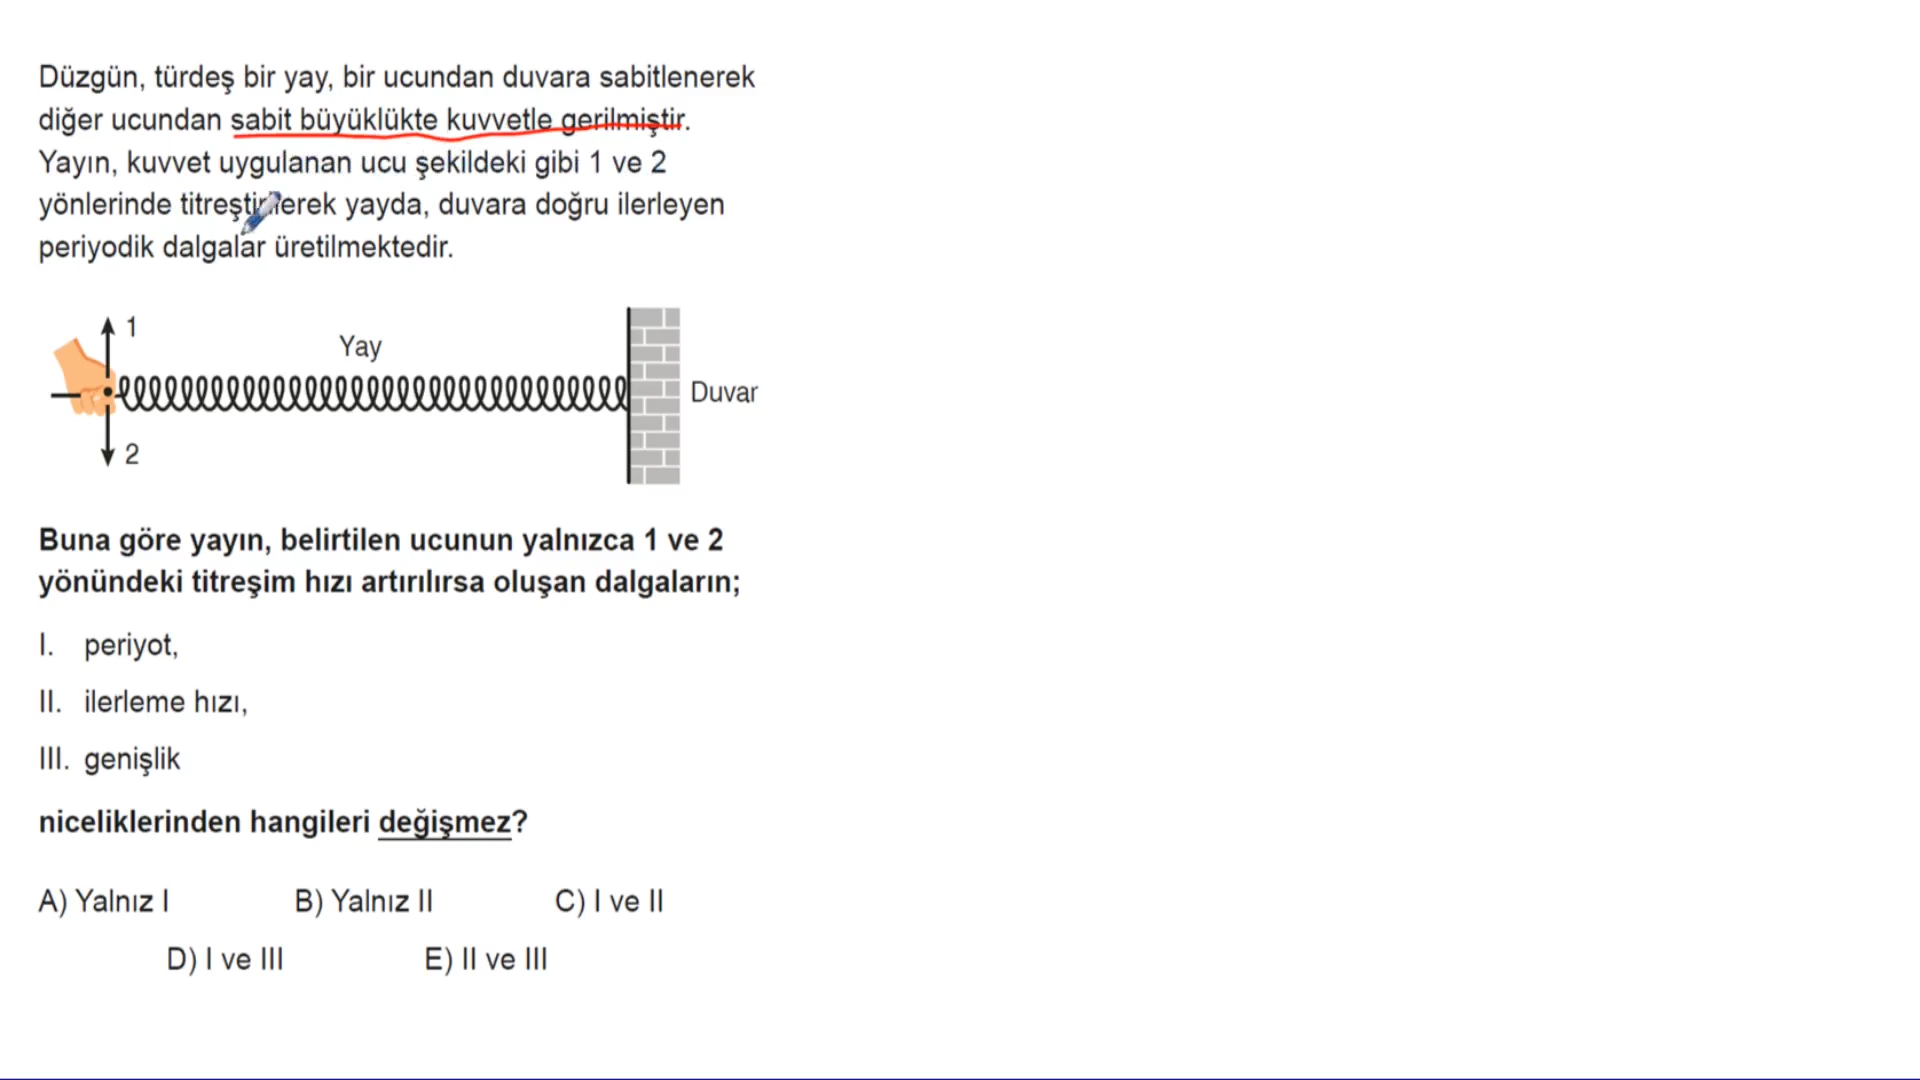 Düzgün, türdeş bir yay, bir ucundan duvara sabitlenerek
diğer ucundan sabit büyüklükte kuvvetle gerilmiştir.
Yayın, kuvvet uygulanan ucu şekildeki gibi 1 ve 2
yönlerinde titreştirilerek yayda, duvara doğru ilerleyen
periyodik dalgalar üretilmektedir.
1
Yay
Duvar
2
Buna göre yayın, belirtilen ucunun yalnızca 1 ve 2
yönündeki titreşim hızı artırılırsa oluşan dalgaların;
I. periyot,
II. ilerleme hızı,
III. genişlik
niceliklerinden hangileri değişmez?
A) Yalnız I B) Yalnız II C) I ve II
D) I ve III E) II ve III